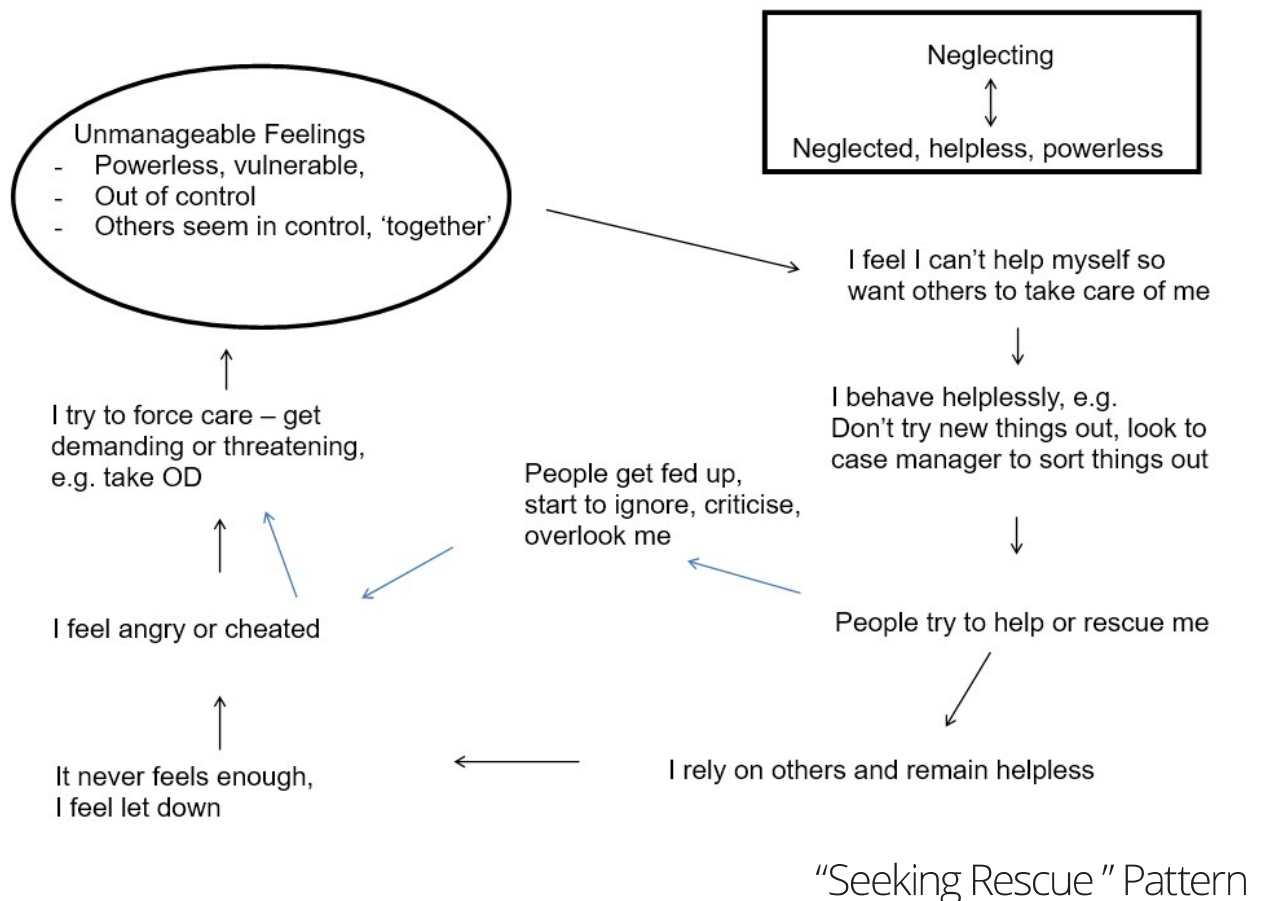 Neglecting
Neglected, helpless, powerless
Unmanageable Feelings
- Powerless, vulnerable,
- Out of control
- Others seem in control, ‘together’
I feel I can’t help myself so
want others to take care of me
I behave helplessly, e.g.
Don’t try new things out, look to
case manager to sort things out
People try to help or rescue me
I rely on others and remain helpless
It never feels enough,
I feel let down
I feel angry or cheated
I try to force care – get
demanding or threatening,
e.g. take OD
People get fed up,
start to ignore, criticise,
overlook me
“Seeking Rescue ” Pattern